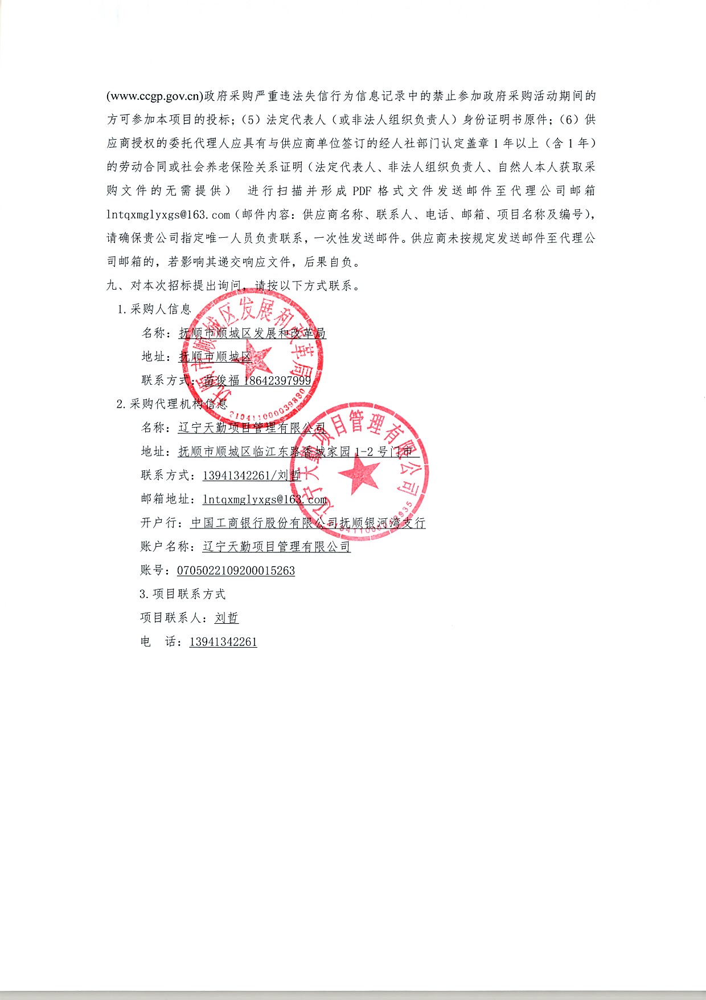 (www.ccgp.gov.cn)政府采购严重违法失信行为信息记录中的禁止参加政府采购活动期间的
方可参加本项目的投标；（5）法定代表人（或非法人组织负责人）身份证明书原件；（6）供
应商授权的委托代理人应具有与供应商单位签订的经人社部门认定盖章 1 年以上（含 1 年）
的劳动合同或社会养老保险关系证明（法定代表人、非法人组织负责人、自然人本人获取采
购文件的无需提供） 进行扫描并形成 PDF 格式文件发送邮件至代理公司邮箱
lntqxmglyxgs@163.com（邮件内容：供应商名称、联系人、电话、邮箱、项目名称及编号），
请确保贵公司指定唯一人员负责联系，一次性发送邮件。供应商未按规定发送邮件至代理公
司邮箱的，若影响其递交响应文件，后果自负。
九、对本次招标提出询问，请按以下方式联系。
1.采购人信息
名称：抚顺市顺城区发展和改革局
地址：抚顺市顺城区
联系方式：苗俊福 18642397999
抚顺市顺城区发展和改革局
210411000039880
2.采购代理机构信息
名称：辽宁天勤项目管理有限公司
地址：抚顺市顺城区临江东路香城家园 1-2 号门市
联系方式：13941342261/刘哲
邮箱地址：lntqxmglyxgs@163.com
开户行：中国工商银行股份有限公司抚顺银河湾支行
辽宁天勤项目管理有限公司
账户名称：辽宁天勤项目管理有限公司
账号：0705022109200015263
3.项目联系方式
项目联系人：刘哲
电 话：13941342261